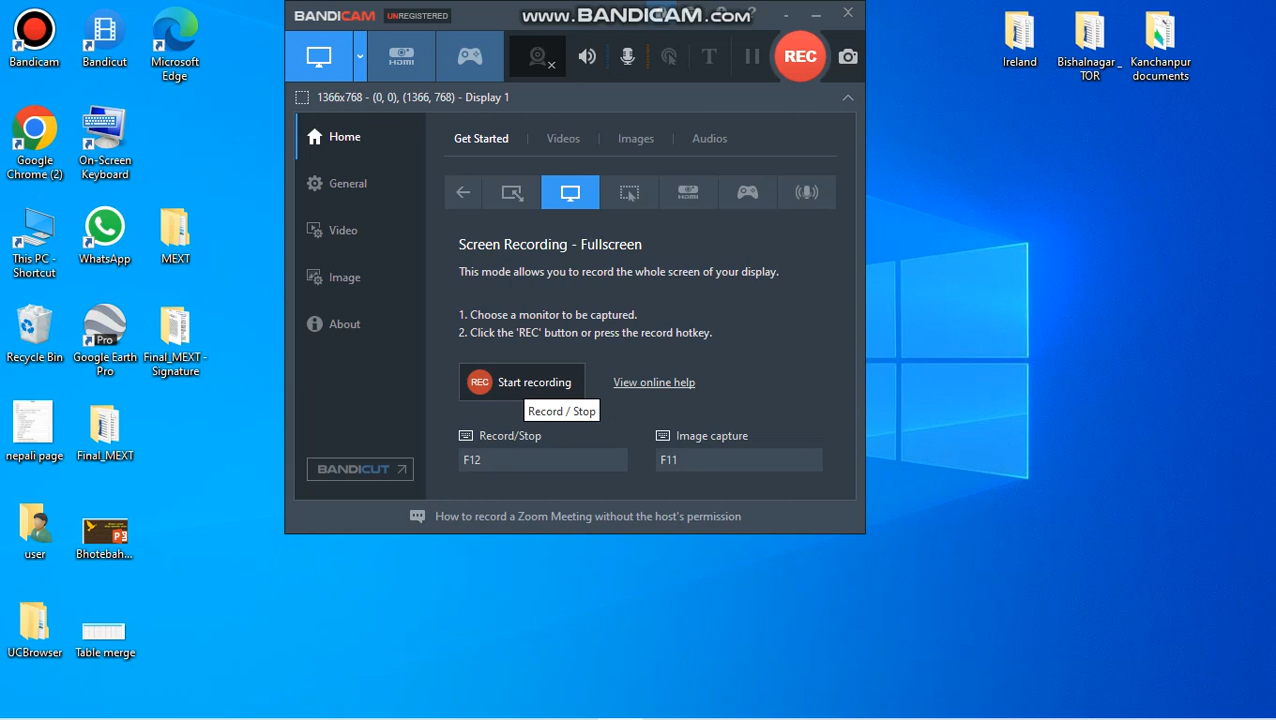 BANDICAM UNREGISTERED
www.BANDICAM.com
REC
1366x768 - (0, 0), (1366, 768) - Display 1
Home
General
Video
Image
About
BANDICUT
Get Started
Videos
Images
Audios
HDMI
HDMI
Screen Recording - Fullscreen
This mode allows you to record the whole screen of your display.
1. Choose a monitor to be captured.
2. Click the 'REC' button or press the record hotkey.
REC Start recording
View online help
Record / Stop
Record/Stop
Image capture
F12
F11
How to record a Zoom Meeting without the host's permission
Bandicam
Bandicut
Microsoft
Edge
Google
Chrome (2)
On-Screen
Keyboard
This PC -
Shortcut
WhatsApp
MEXT
Recycle Bin
Pro
Google Earth
Pro
Final_MEXT -
Signature
nepali page
Final_MEXT
user
Bhotebah...
UCBrowser
Table merge
Ireland
Bishalnagar_
TOR
Kanchanpur
documents